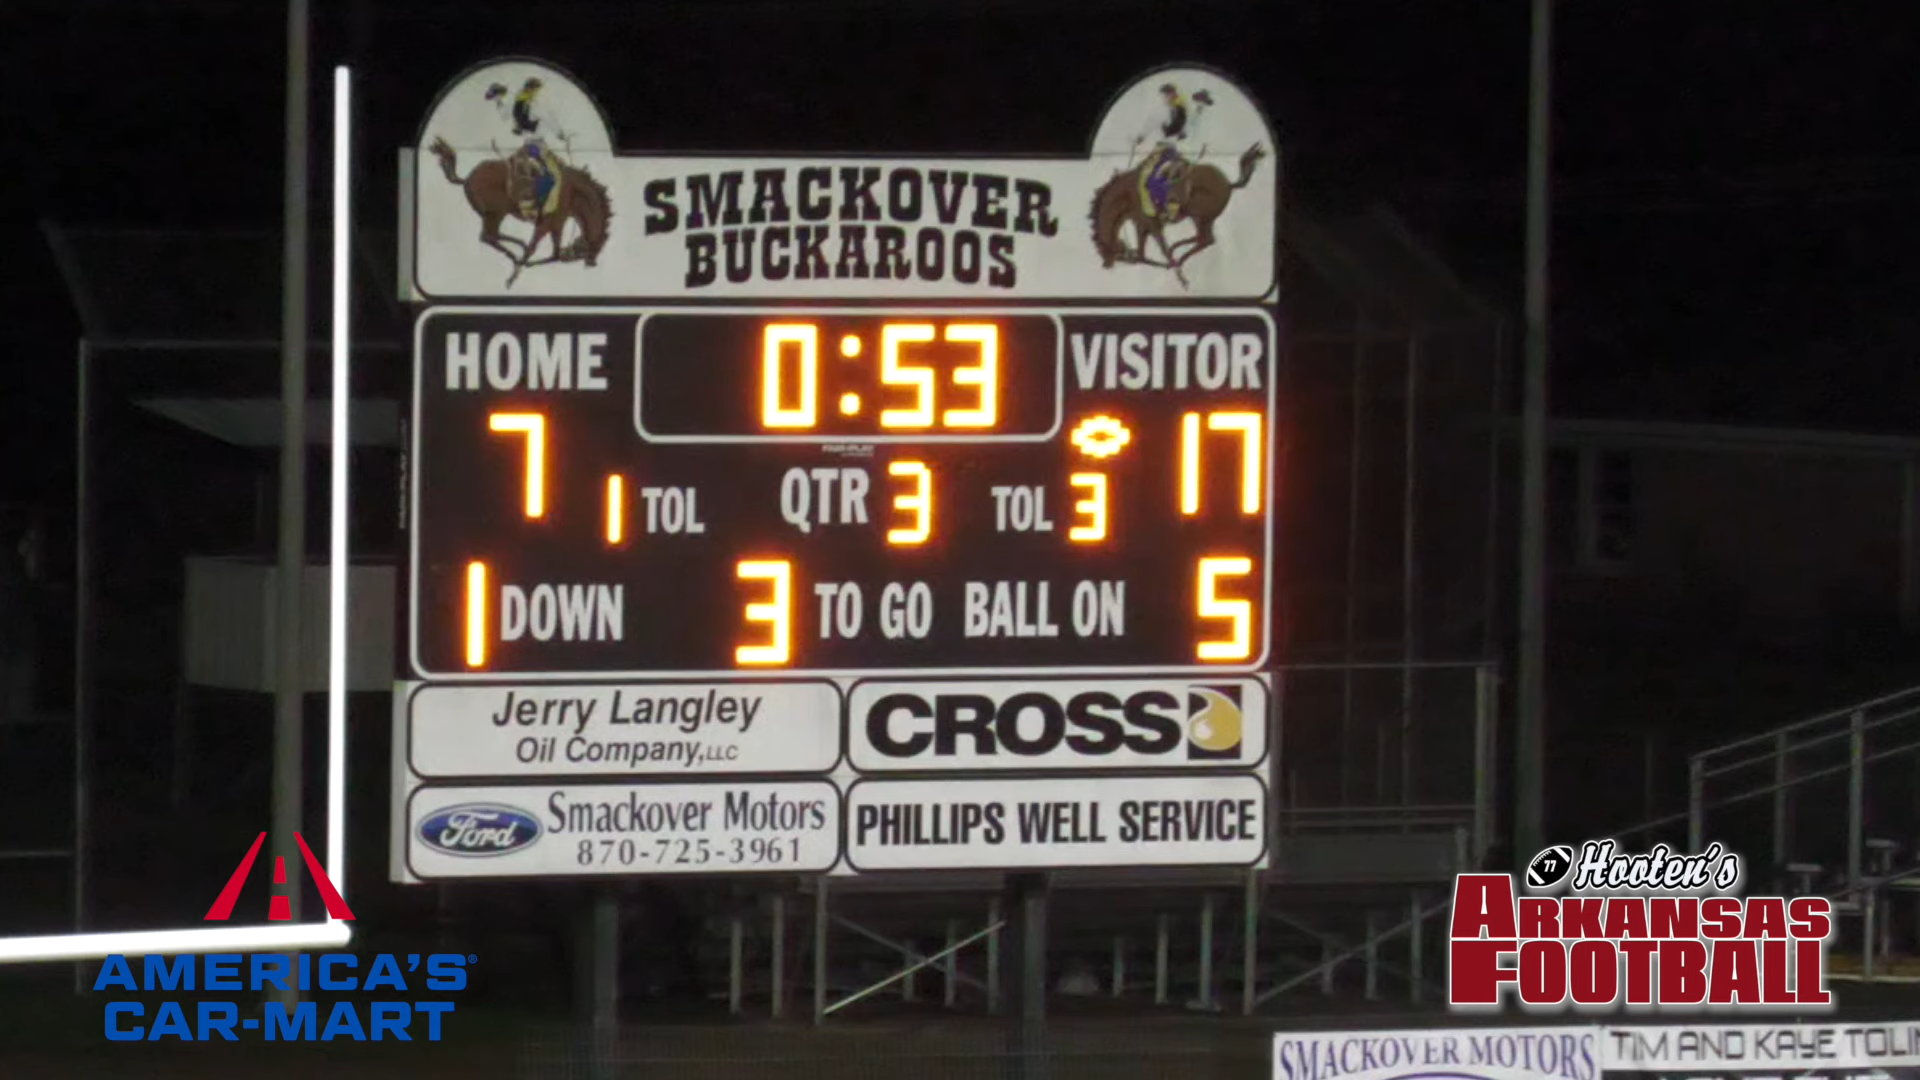 SMACKOVER
BUCKAROOS
HOME 0:53 VISITOR
7 17
1 TOL QTR 3 TOL 3
1 DOWN 3 TO GO BALL ON 5
Jerry Langley
Oil Company, LLC
CROSS
Ford Smackover Motors
870-725-3961
PHILLIPS WELL SERVICE
AMERICA'S®
CAR-MART
77 Hooten's
ARKANSAS
FOOTBALL
SMACKOVER MOTORS
TIM AND KAYE